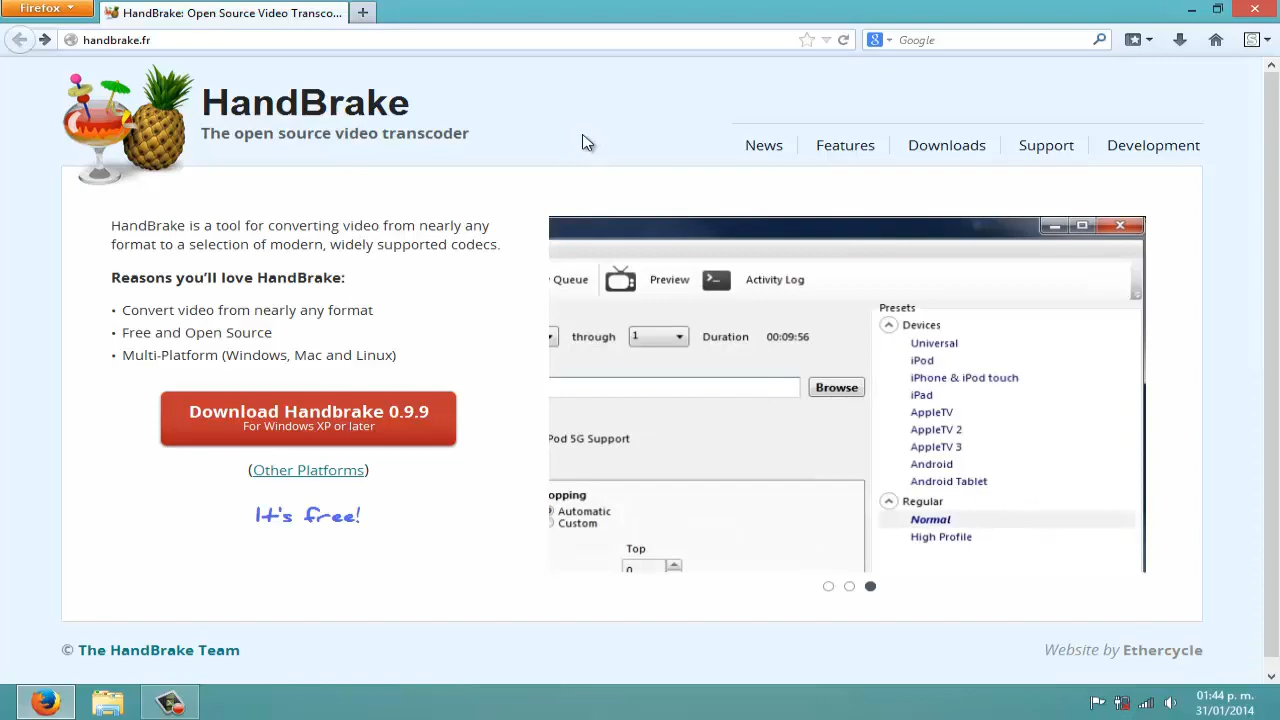 Firefox
HandBrake: Open Source Video Transco...
handbrake.fr
Google
HandBrake
The open source video transcoder
News
Features
Downloads
Support
Development
HandBrake is a tool for converting video from nearly any
format to a selection of modern, widely supported codecs.
Reasons you'll love HandBrake:
• Convert video from nearly any format
• Free and Open Source
• Multi-Platform (Windows, Mac and Linux)
Download Handbrake 0.9.9
For Windows XP or later
(Other Platforms)
It's free!
Queue
Preview
Activity Log
through
1
Duration
00:09:56
Browse
Pod 5G Support
opping
Automatic
Custom
Top
0
Presets
Devices
Universal
iPod
iPhone & iPod touch
iPad
AppleTV
AppleTV 2
AppleTV 3
Android
Android Tablet
Regular
Normal
High Profile
© The HandBrake Team
Website by Ethercycle
01:44 p. m.
31/01/2014